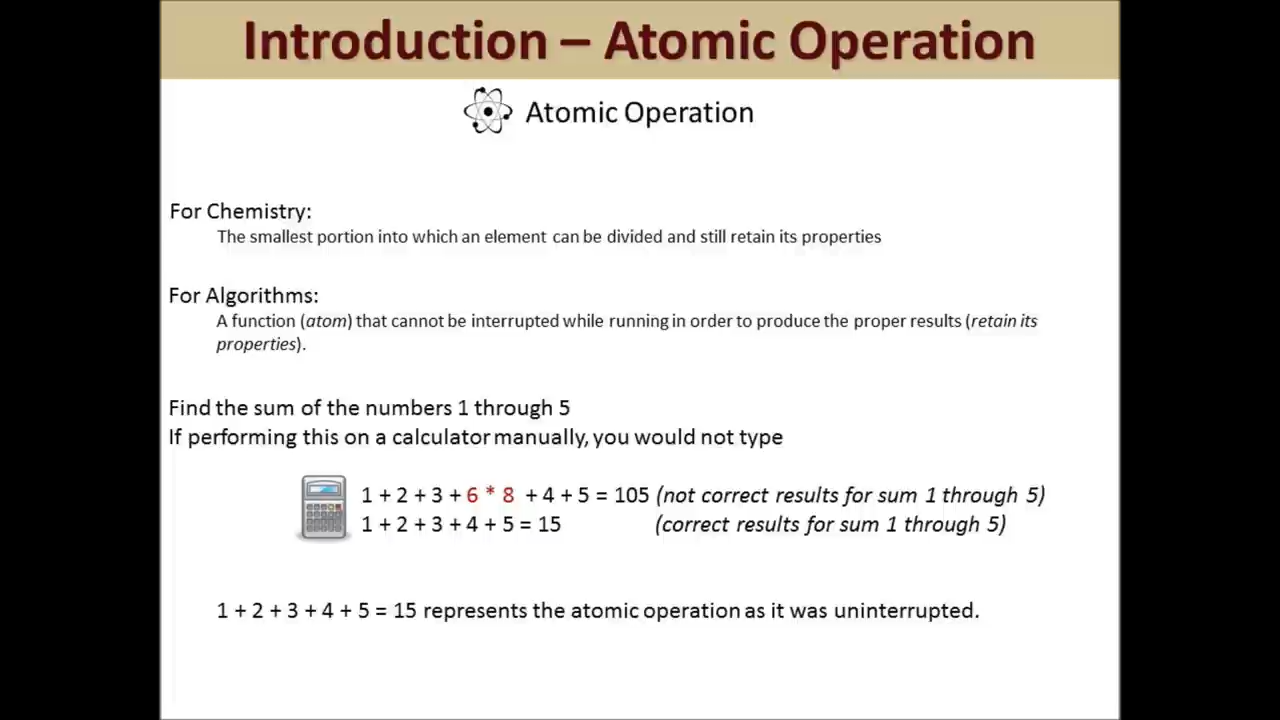 Introduction – Atomic Operation
Atomic Operation
For Chemistry:
The smallest portion into which an element can be divided and still retain its properties
For Algorithms:
A function (atom) that cannot be interrupted while running in order to produce the proper results (retain its
properties).
Find the sum of the numbers 1 through 5
If performing this on a calculator manually, you would not type
1 + 2 + 3 + 6 * 8 + 4 + 5 = 105 (not correct results for sum 1 through 5)
1 + 2 + 3 + 4 + 5 = 15 (correct results for sum 1 through 5)
1 + 2 + 3 + 4 + 5 = 15 represents the atomic operation as it was uninterrupted.